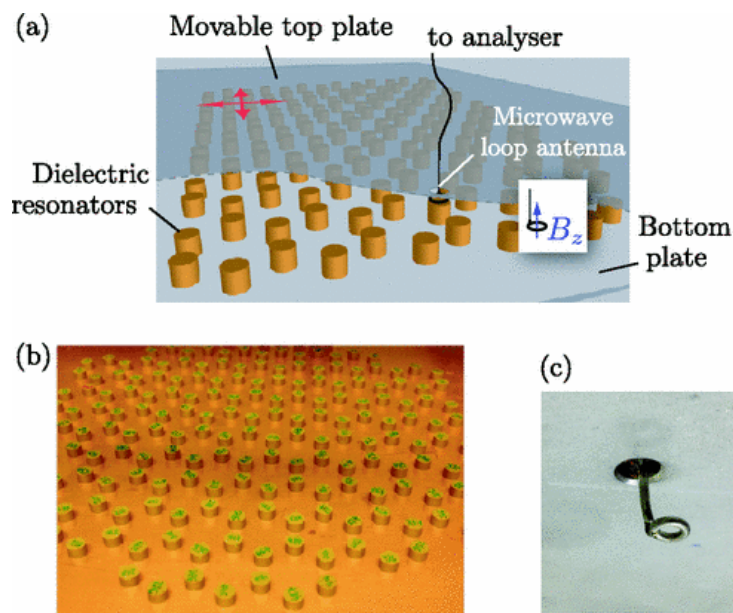 (a)
Movable top plate
to analyser
Microwave
loop antenna
Dielectric
resonators
B_z
Bottom
plate
(b)
(c)